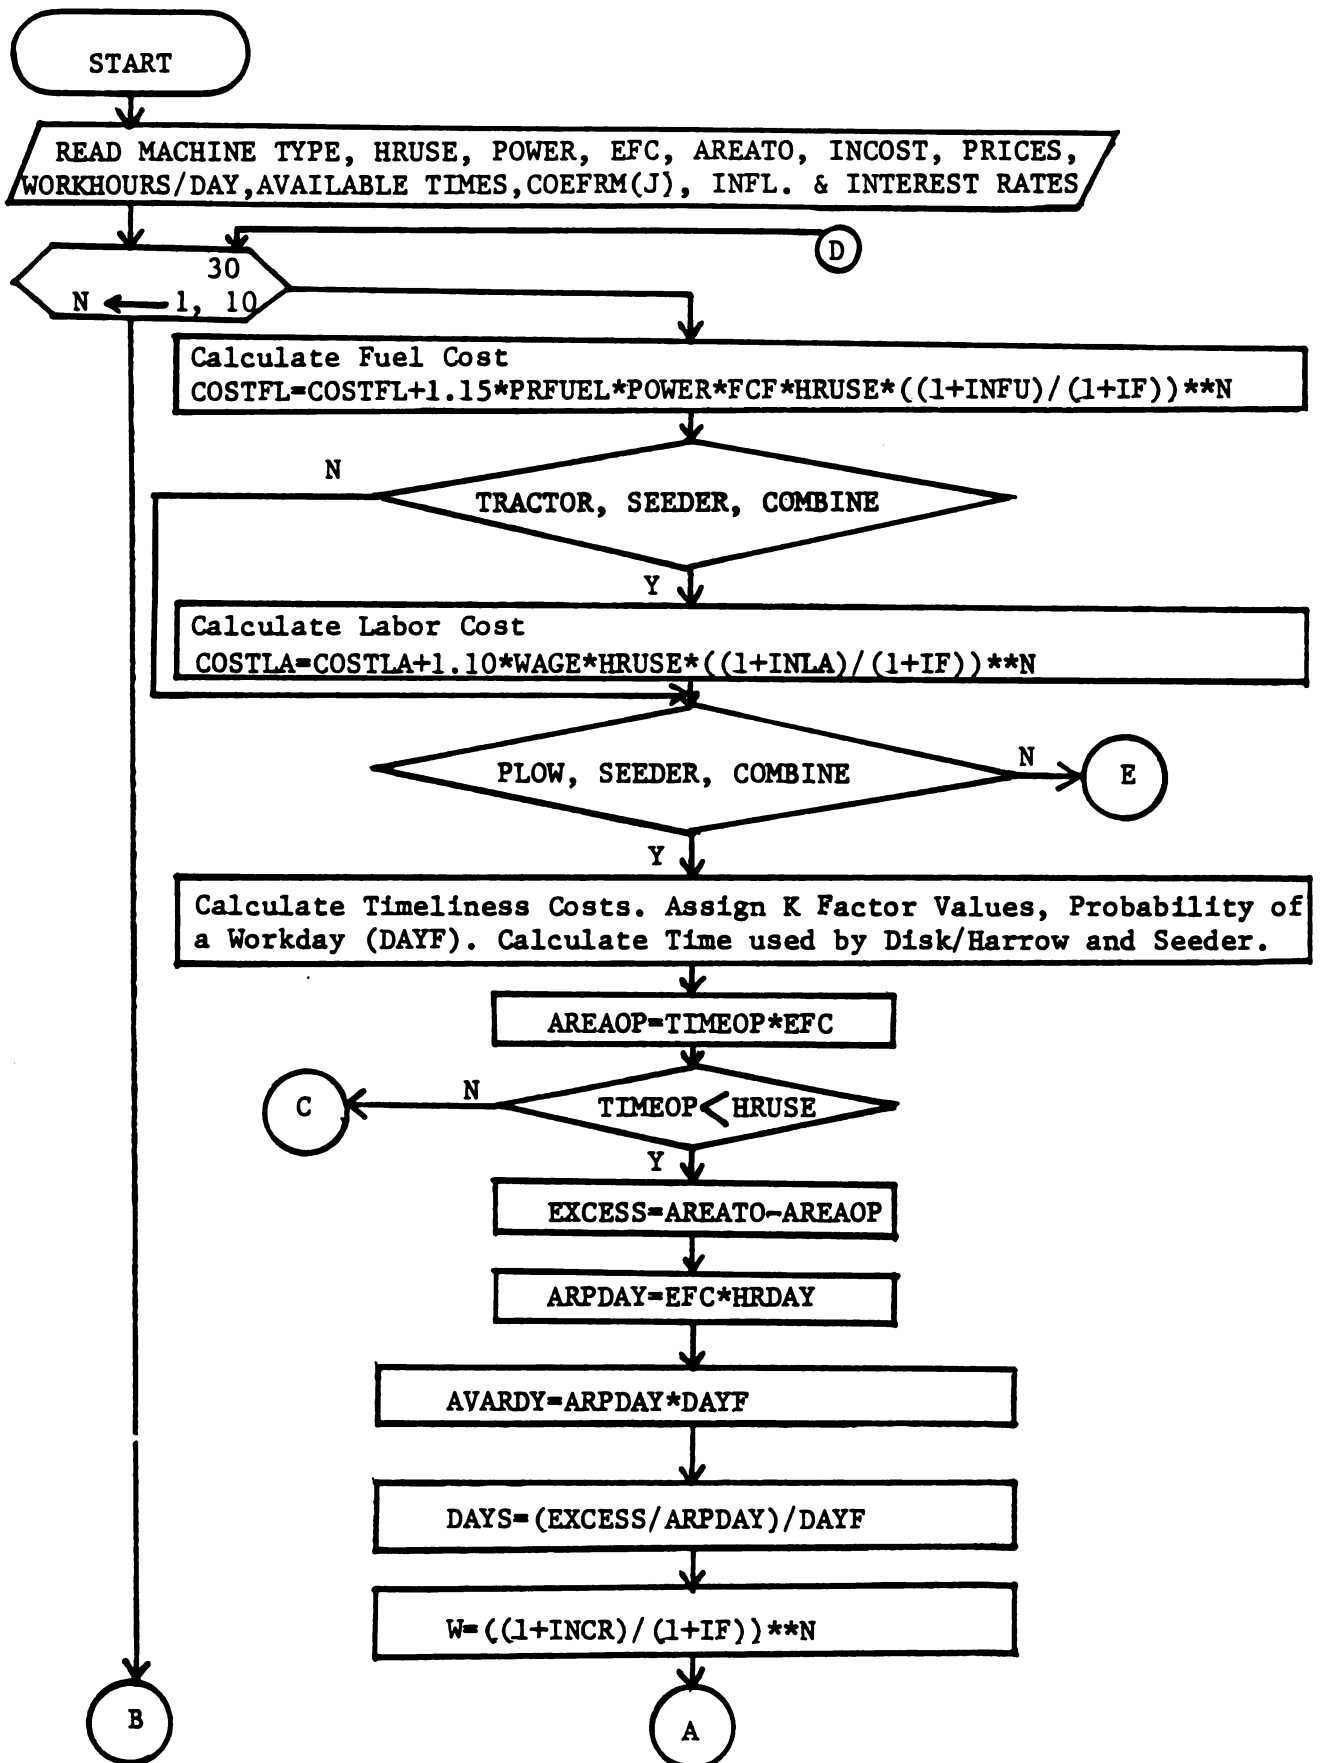 START
READ MACHINE TYPE, HRUSE, POWER, EFC, AREATO, INCOST, PRICES,
WORKHOURS/DAY,AVAILABLE TIMES,COEFRM(J), INFL. & INTEREST RATES
D
30
N ← 1, 10
Calculate Fuel Cost
COSTFL=COSTFL+1.15*PRFUEL*POWER*FCF*HRUSE*((1+INFU)/(1+IF))**N
N
TRACTOR, SEEDER, COMBINE
Y
Calculate Labor Cost
COSTLA=COSTLA+1.10*WAGE*HRUSE*((1+INLA)/(1+IF))**N
PLOW, SEEDER, COMBINE
N
E
Y
Calculate Timeliness Costs. Assign K Factor Values, Probability of
a Workday (DAYF). Calculate Time used by Disk/Harrow and Seeder.
AREAOP=TIMEOP*EFC
C
N
TIMEOP<HRUSE
Y
EXCESS=AREATO-AREAOP
ARPDAY=EFC*HRDAY
AVARDY=ARPDAY*DAYF
DAYS=(EXCESS/ARPDAY)/DAYF
W=((1+INCR)/(1+IF))**N
B
A